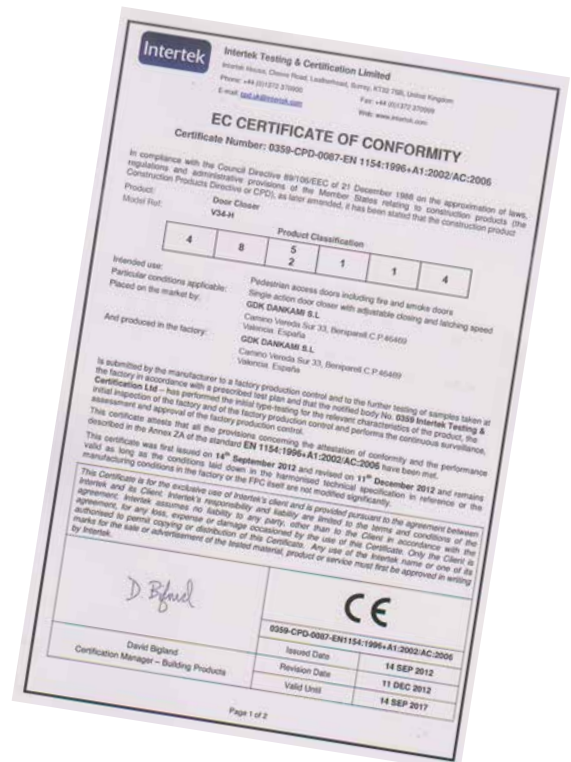 Intertek
Intertek Testing & Certification Limited
Intertek House, Cleeve Road, Leatherhead, Surrey, KT22 7SB, United Kingdom
Phone: +44 (0)1372 370900 Fax: +44 (0)1372 370999
E-mail: Web: www.intertek.com
EC CERTIFICATE OF CONFORMITY
Certificate Number: 0359-CPD-0087-EN 1154:1996+A1:2002/AC:2006
In compliance with the Council Directive 89/106/EEC of 21 December 1988 on the approximation of laws,
regulations and administrative provisions of the Member States relating to construction products (the
Construction Products Directive or CPD), as later amended, it has been stated that the construction product
Product: Door Closer
Model Ref: V34-H
Product Classification
4 8 5 2 1 1 4
Intended use: Pedestrian access doors including fire and smoke doors
Particular conditions applicable: Single action door closer with adjustable closing and latching speed
Placed on the market by: GDK DANKAMI S.L
Camino Vereda Sur 33, Beniparrell C.P.46469
Valencia. España
And produced in the factory: GDK DANKAMI S.L
Camino Vereda Sur 33, Beniparrell C.P.46469
Valencia. España
Is submitted by the manufacturer to a factory production control and to the further testing of samples taken at
the factory in accordance with a prescribed test plan and that the notified body No. 0359 Intertek Testing &
Certification Ltd – has performed the initial type-testing for the relevant characteristics of the product, the
initial inspection of the factory and of the factory production control and performs the continuous surveillance,
assessment and approval of the factory production control.
This certificate attests that all the provisions concerning the attestation of conformity and the performance
described in the Annex ZA of the standard EN 1154:1996+A1:2002/AC:2006 have been met.
This certificate was first issued on 14th September 2012 and revised on 11th December 2012 and remains
valid as long as the conditions laid down in the harmonised technical specification in reference or the
manufacturing conditions in the factory or the FPC itself are not modified significantly.
This Certificate is for the exclusive use of Intertek's client and is provided pursuant to the agreement between
Intertek and its Client. Intertek's responsibility and liability are limited to the terms and conditions of the
agreement. Intertek assumes no liability to any party, other than to the Client in accordance with the
agreement, for any loss, expense or damage occasioned by the use of this Certificate. Only the Client is
authorised to permit copying or distribution of this Certificate. Any use of the Intertek name or one of its
marks for the sale or advertisement of the tested material, product or service must first be approved in writing
by Intertek.
CE
0359-CPD-0087-EN1154:1996+A1:2002/AC:2006
Issued Date 14 SEP 2012
Revision Date 11 DEC 2012
Valid Until 14 SEP 2017
David Bigland
Certification Manager – Building Products
Page 1 of 2